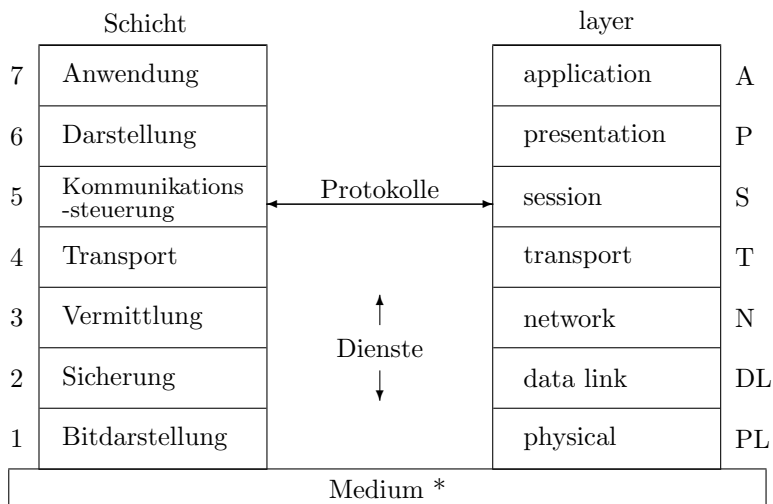 Schicht layer
7 Anwendung application A
6 Darstellung presentation P
5 Kommunikations
-steuerung Protokolle session S
4 Transport transport T
3 Vermittlung network N
Dienste
2 Sicherung data link DL
1 Bitdarstellung physical PL
Medium *